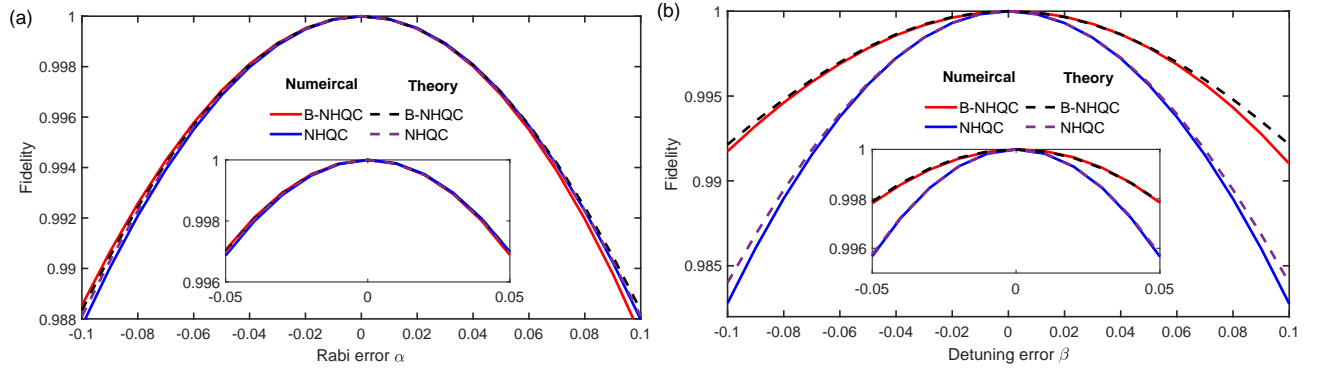 (a)
1
0.998
0.996
0.994
0.992
0.99
0.988
Fidelity
Numeircal Theory
B-NHQC B-NHQC
NHQC NHQC
1
0.998
0.996
-0.05 0 0.05
-0.1 -0.08 -0.06 -0.04 -0.02 0 0.02 0.04 0.06 0.08 0.1
Rabi error α
(b)
1
0.995
0.99
0.985
Fidelity
Numeircal Theory
B-NHQC B-NHQC
NHQC NHQC
1
0.998
0.996
-0.05 0 0.05
-0.1 -0.08 -0.06 -0.04 -0.02 0 0.02 0.04 0.06 0.08 0.1
Detuning error β